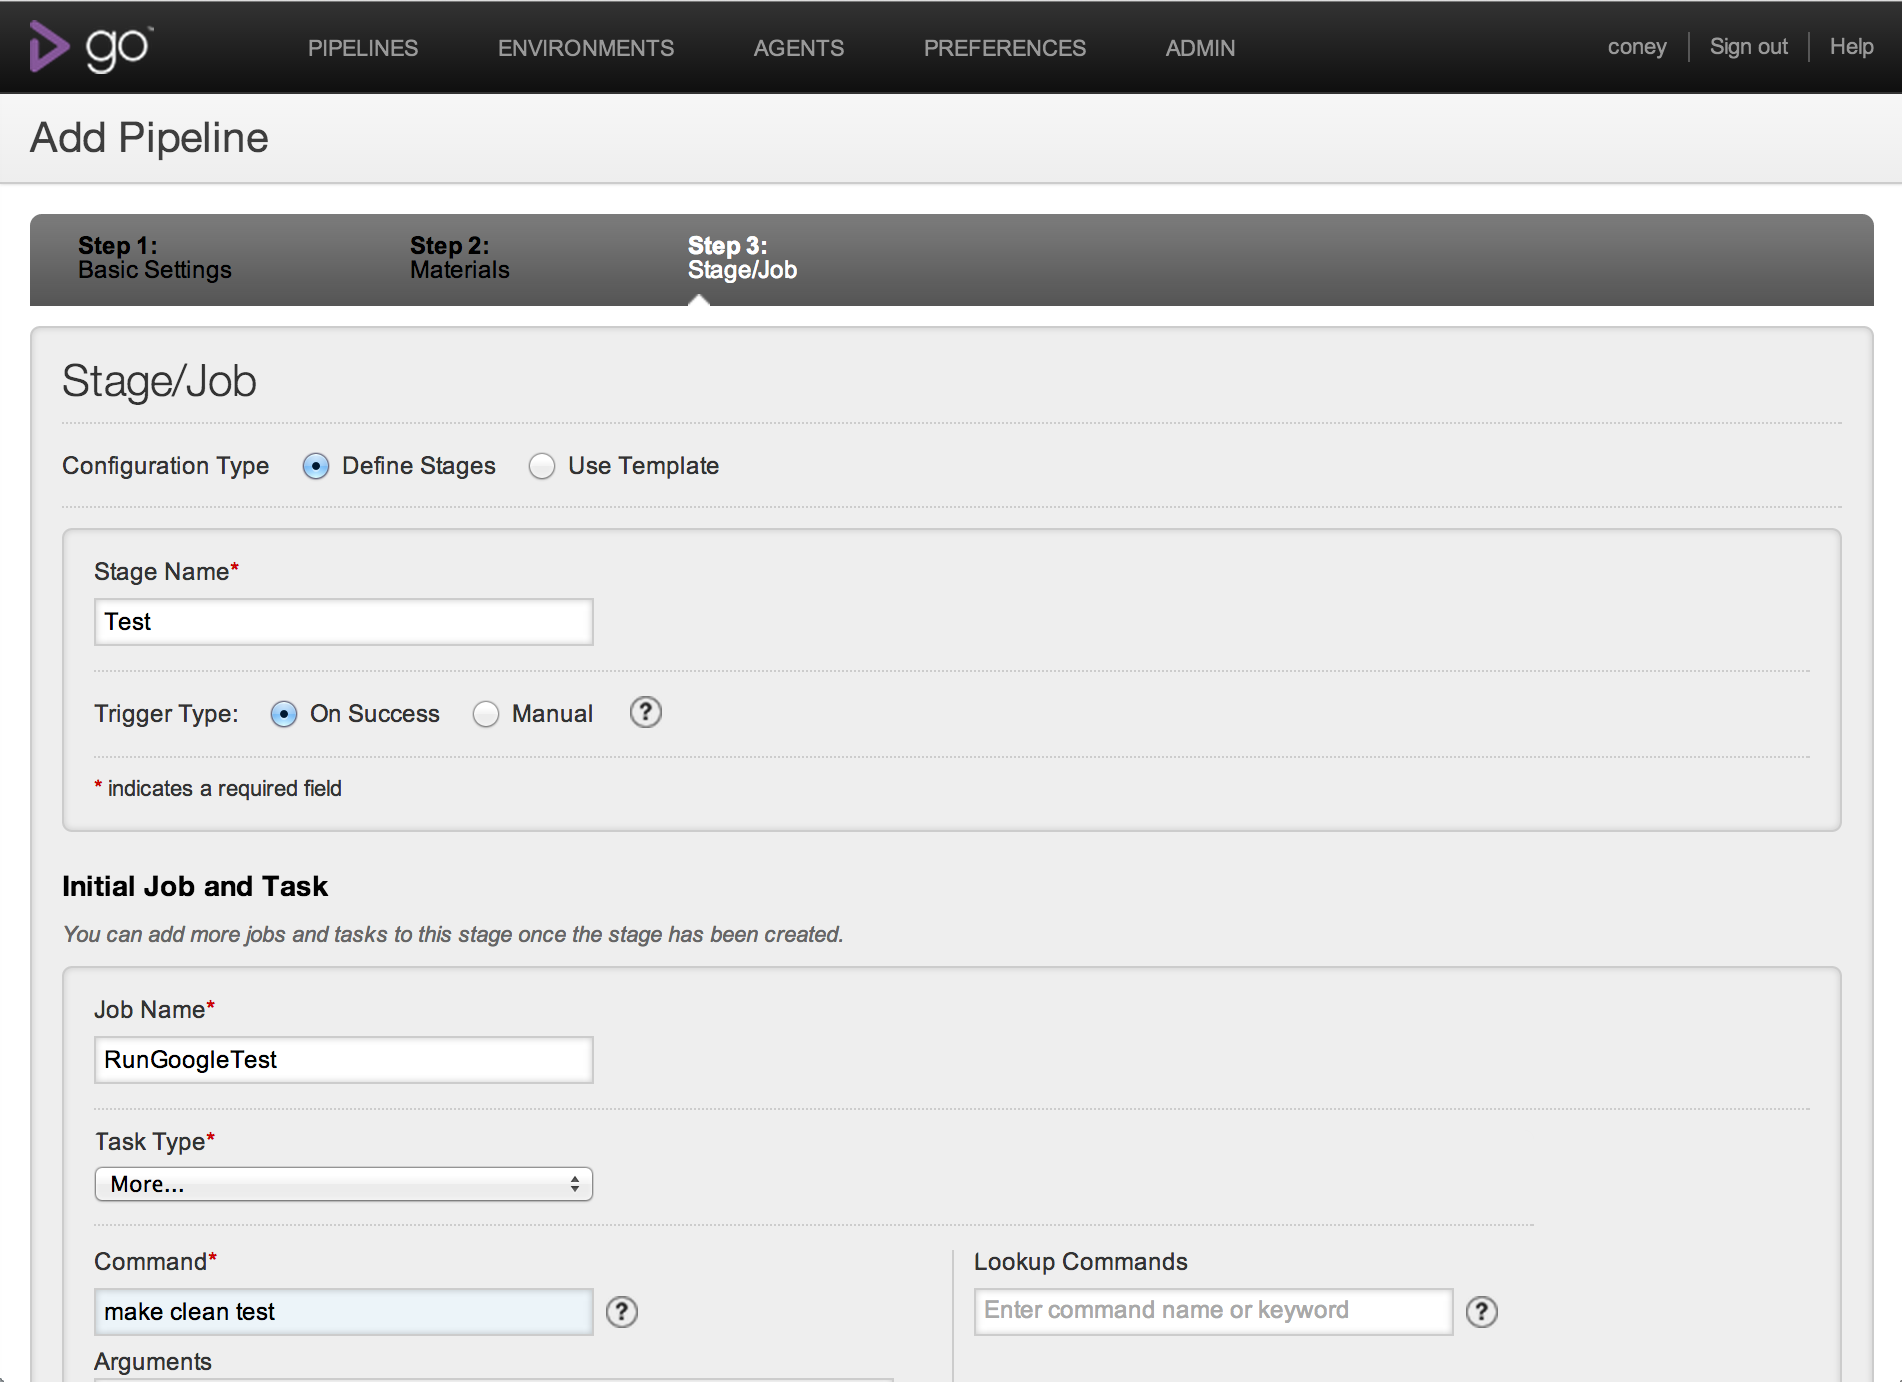 go™
PIPELINES ENVIRONMENTS AGENTS PREFERENCES ADMIN
coney Sign out Help
Add Pipeline
Step 1:
Basic Settings
Step 2:
Materials
Step 3:
Stage/Job
Stage/Job
Configuration Type Define Stages Use Template
Stage Name*
Test
Trigger Type: On Success Manual ?
* indicates a required field
Initial Job and Task
You can add more jobs and tasks to this stage once the stage has been created.
Job Name*
RunGoogleTest
Task Type*
More...
Command*
make clean test ?
Arguments
Lookup Commands
Enter command name or keyword ?